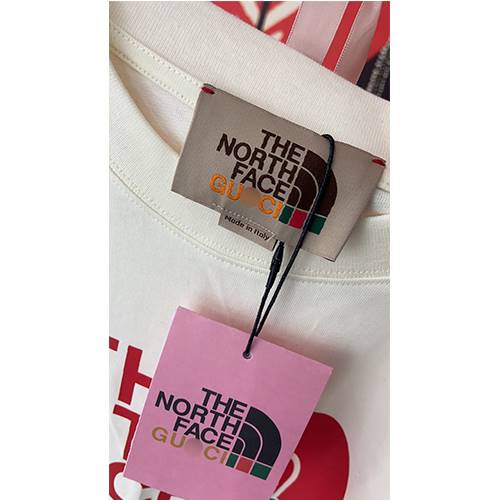 THE
NORTH
FACE
GUCCI
Made in Italy
THE
NORTH
FACE
GUCCI